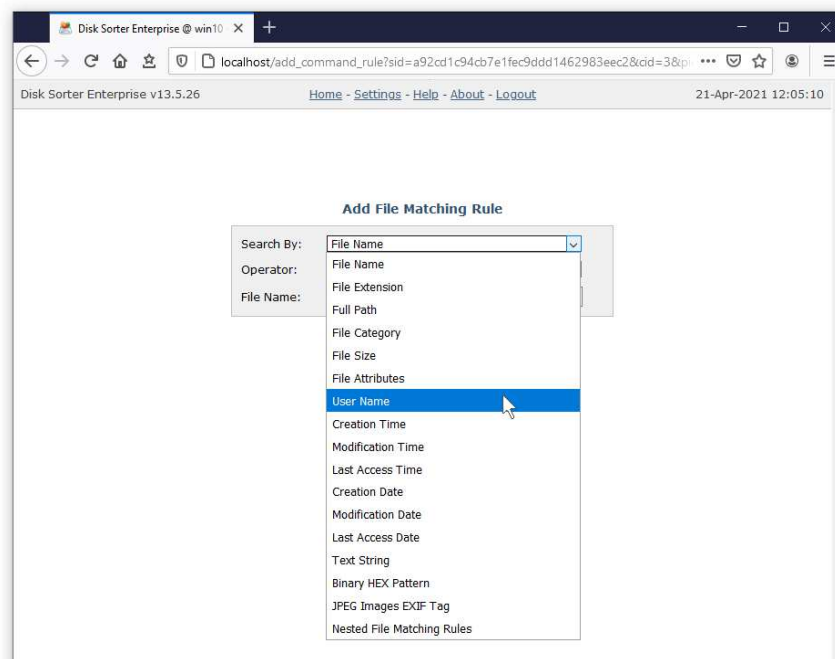 Disk Sorter Enterprise @ win10
localhost/add_command_rule?sid=a92cd1c94cb7e1fec9ddd1462983eec2&cid=3&p
Disk Sorter Enterprise v13.5.26 Home - Settings - Help - About - Logout 21-Apr-2021 12:05:10
Add File Matching Rule
Search By: File Name
Operator:
File Name:
File Name
File Extension
Full Path
File Category
File Size
File Attributes
User Name
Creation Time
Modification Time
Last Access Time
Creation Date
Modification Date
Last Access Date
Text String
Binary HEX Pattern
JPEG Images EXIF Tag
Nested File Matching Rules